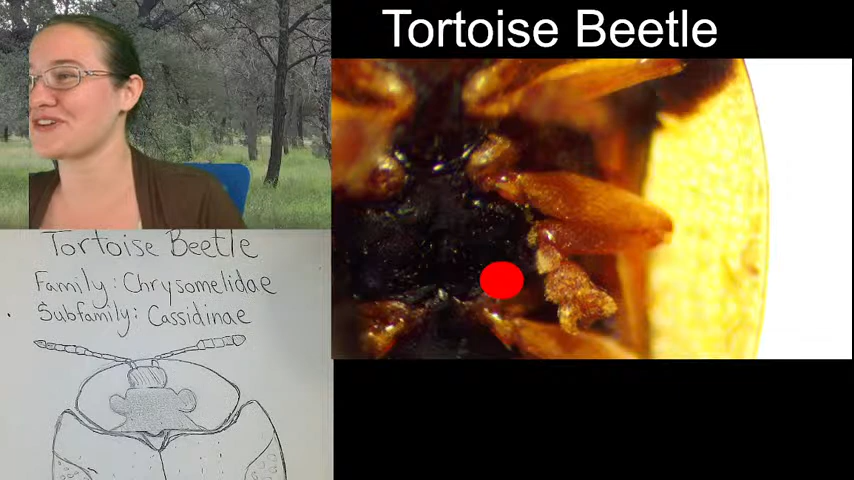 Tortoise Beetle
Tortoise Beetle
Family: Chrysomelidae
Subfamily: Cassidinae